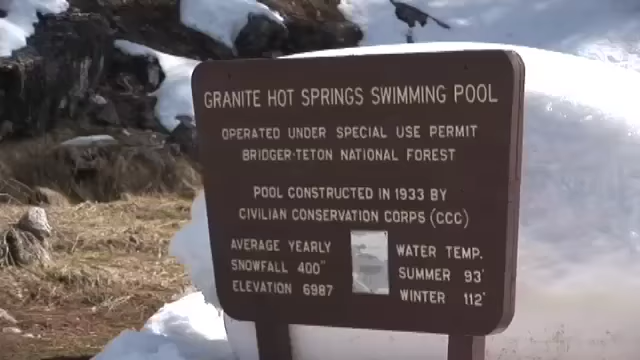 GRANITE HOT SPRINGS SWIMMING POOL
OPERATED UNDER SPECIAL USE PERMIT
BRIDGER-TETON NATIONAL FOREST
POOL CONSTRUCTED IN 1933 BY
CIVILIAN CONSERVATION CORPS (CCC)
AVERAGE YEARLY
SNOWFALL 400"
ELEVATION 6987
WATER TEMP.
SUMMER 93°
WINTER 112°